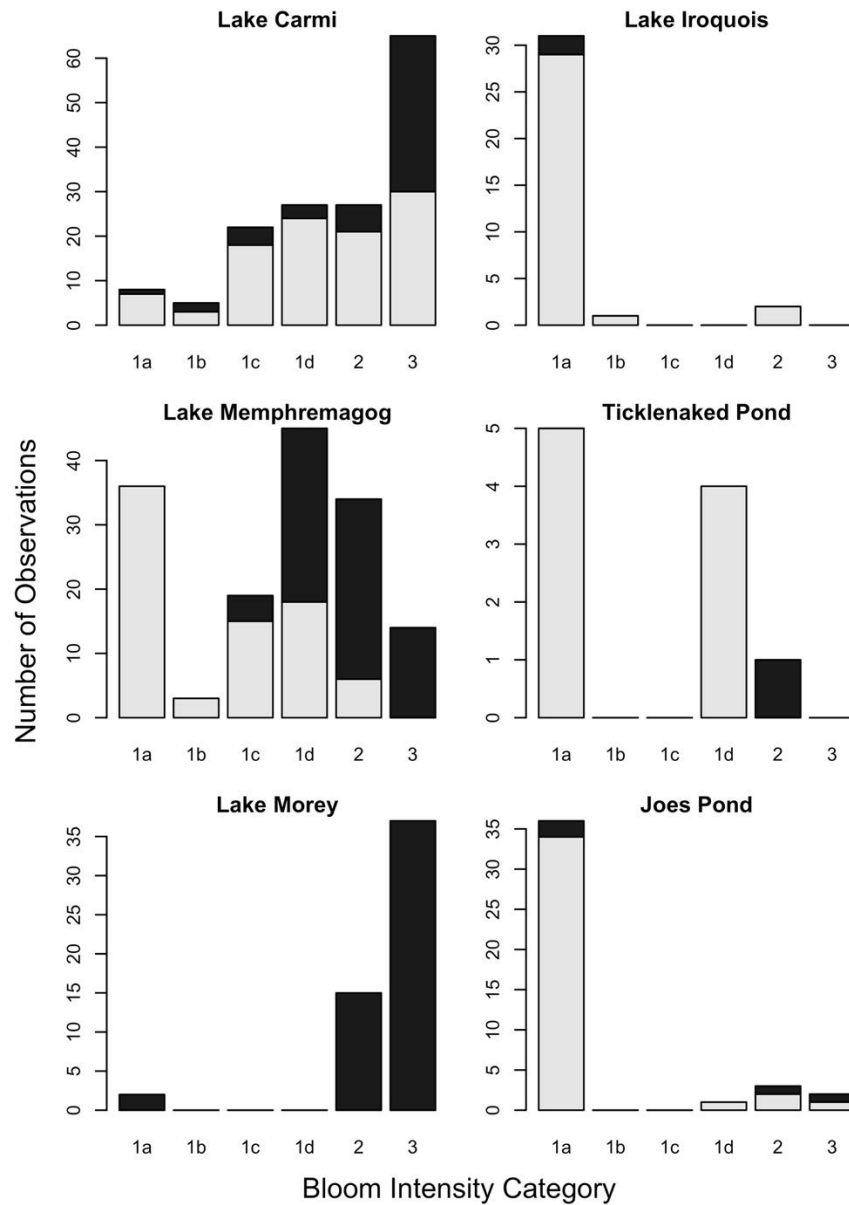 Lake Carmi
60
50
40
30
20
10
0
1a 1b 1c 1d 2 3
Lake Iroquois
30
25
20
15
10
5
0
1a 1b 1c 1d 2 3
Number of Observations
Lake Memphremagog
40
30
20
10
0
1a 1b 1c 1d 2 3
Ticklenaked Pond
5
4
3
2
1
0
1a 1b 1c 1d 2 3
Lake Morey
35
30
25
20
15
10
5
0
1a 1b 1c 1d 2 3
Joes Pond
35
30
25
20
15
10
5
0
1a 1b 1c 1d 2 3
Bloom Intensity Category